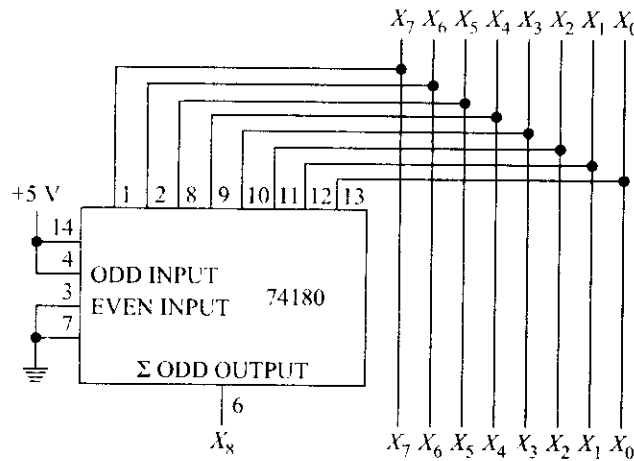 X₇ X₆ X₅ X₄ X₃ X₂ X₁ X₀
+5 V
1 2 8 9 10 11 12 13
14
4 ODD INPUT
74180
3 EVEN INPUT
7
Σ ODD OUTPUT
6
X₈
X₇ X₆ X₅ X₄ X₃ X₂ X₁ X₀